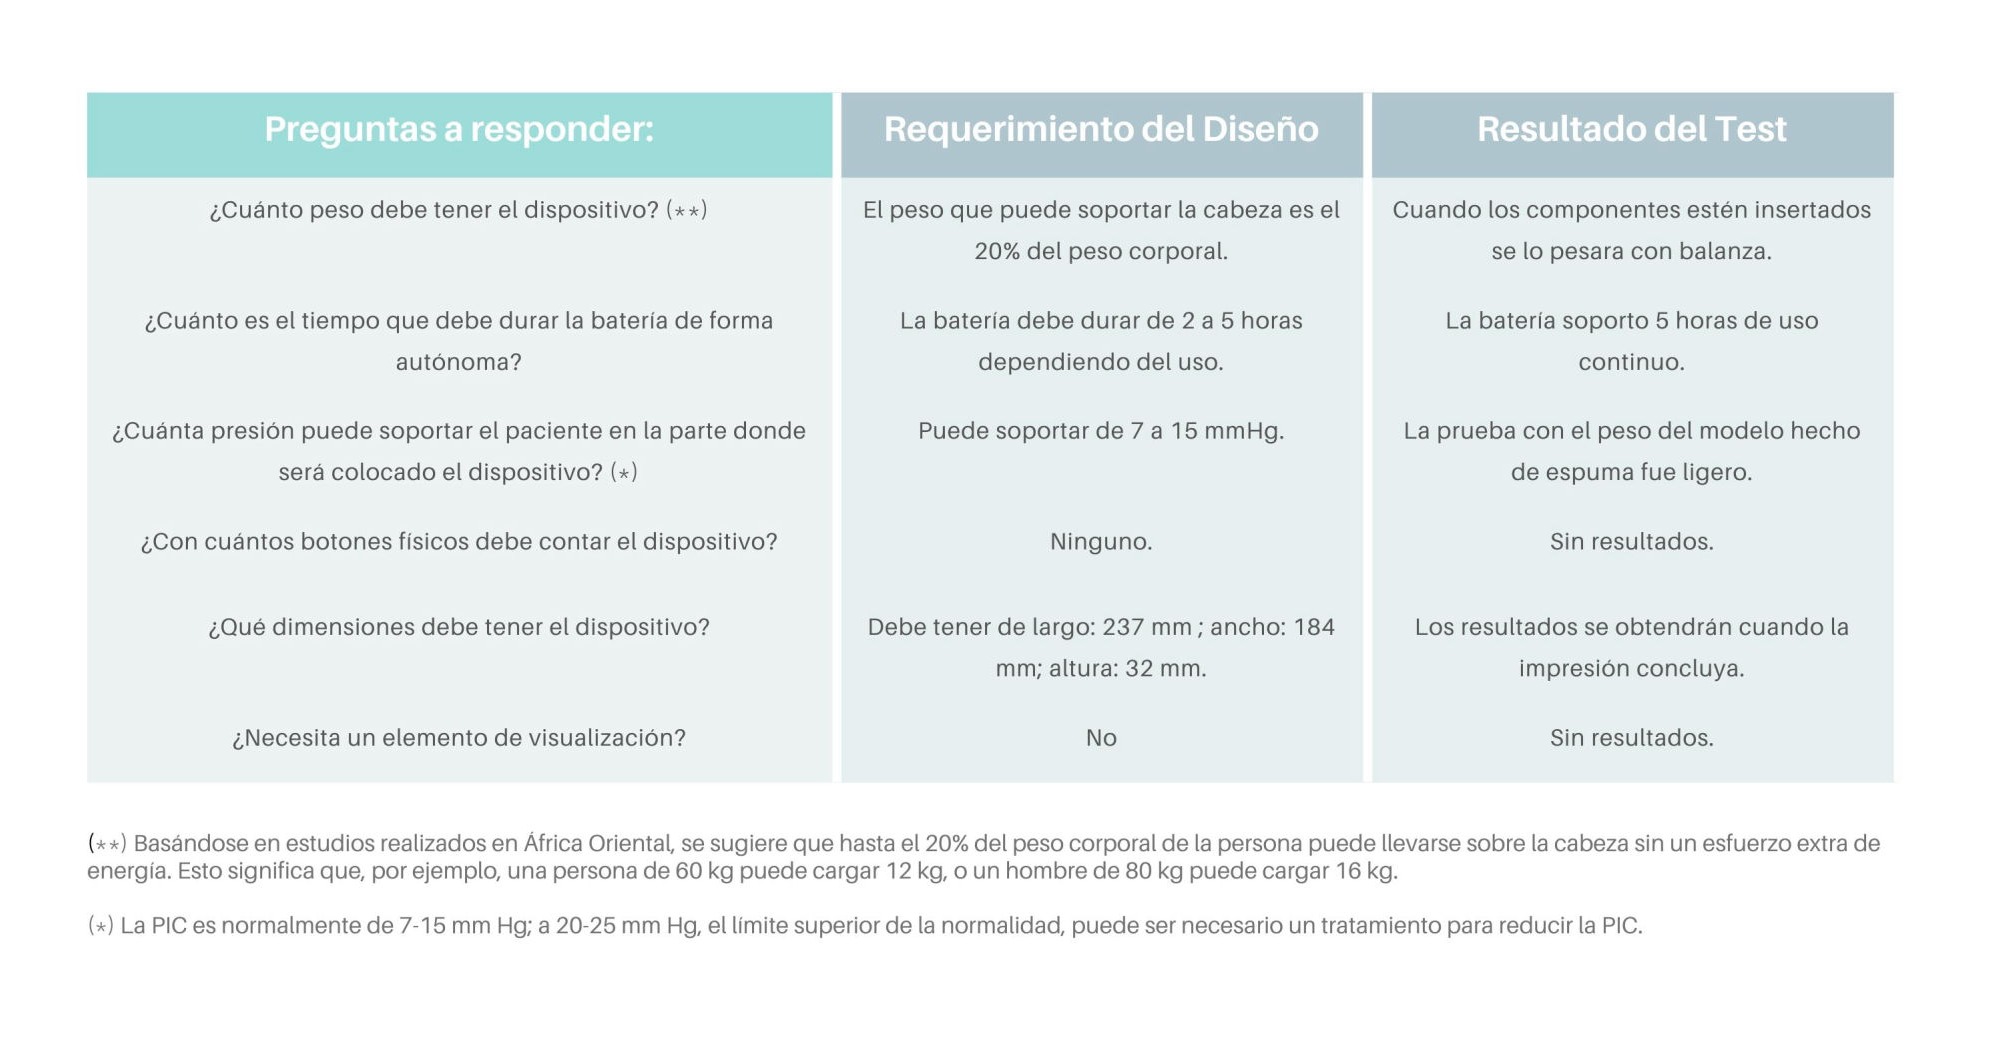 Preguntas a responder:
Requerimiento del Diseño
Resultado del Test
¿Cuánto peso debe tener el dispositivo? (**)
El peso que puede soportar la cabeza es el
20% del peso corporal.
Cuando los componentes estén insertados
se lo pesara con balanza.
¿Cuánto es el tiempo que debe durar la batería de forma
autónoma?
La batería debe durar de 2 a 5 horas
dependiendo del uso.
La batería soporto 5 horas de uso
continuo.
¿Cuánta presión puede soportar el paciente en la parte donde
será colocado el dispositivo? (*)
Puede soportar de 7 a 15 mmHg.
La prueba con el peso del modelo hecho
de espuma fue ligero.
¿Con cuántos botones físicos debe contar el dispositivo?
Ninguno.
Sin resultados.
¿Qué dimensiones debe tener el dispositivo?
Debe tener de largo: 237 mm ; ancho: 184
mm; altura: 32 mm.
Los resultados se obtendrán cuando la
impresión concluya.
¿Necesita un elemento de visualización?
No
Sin resultados.
(**) Basándose en estudios realizados en África Oriental, se sugiere que hasta el 20% del peso corporal de la persona puede llevarse sobre la cabeza sin un esfuerzo extra de
energía. Esto significa que, por ejemplo, una persona de 60 kg puede cargar 12 kg, o un hombre de 80 kg puede cargar 16 kg.
(*) La PIC es normalmente de 7-15 mm Hg; a 20-25 mm Hg, el límite superior de la normalidad, puede ser necesario un tratamiento para reducir la PIC.